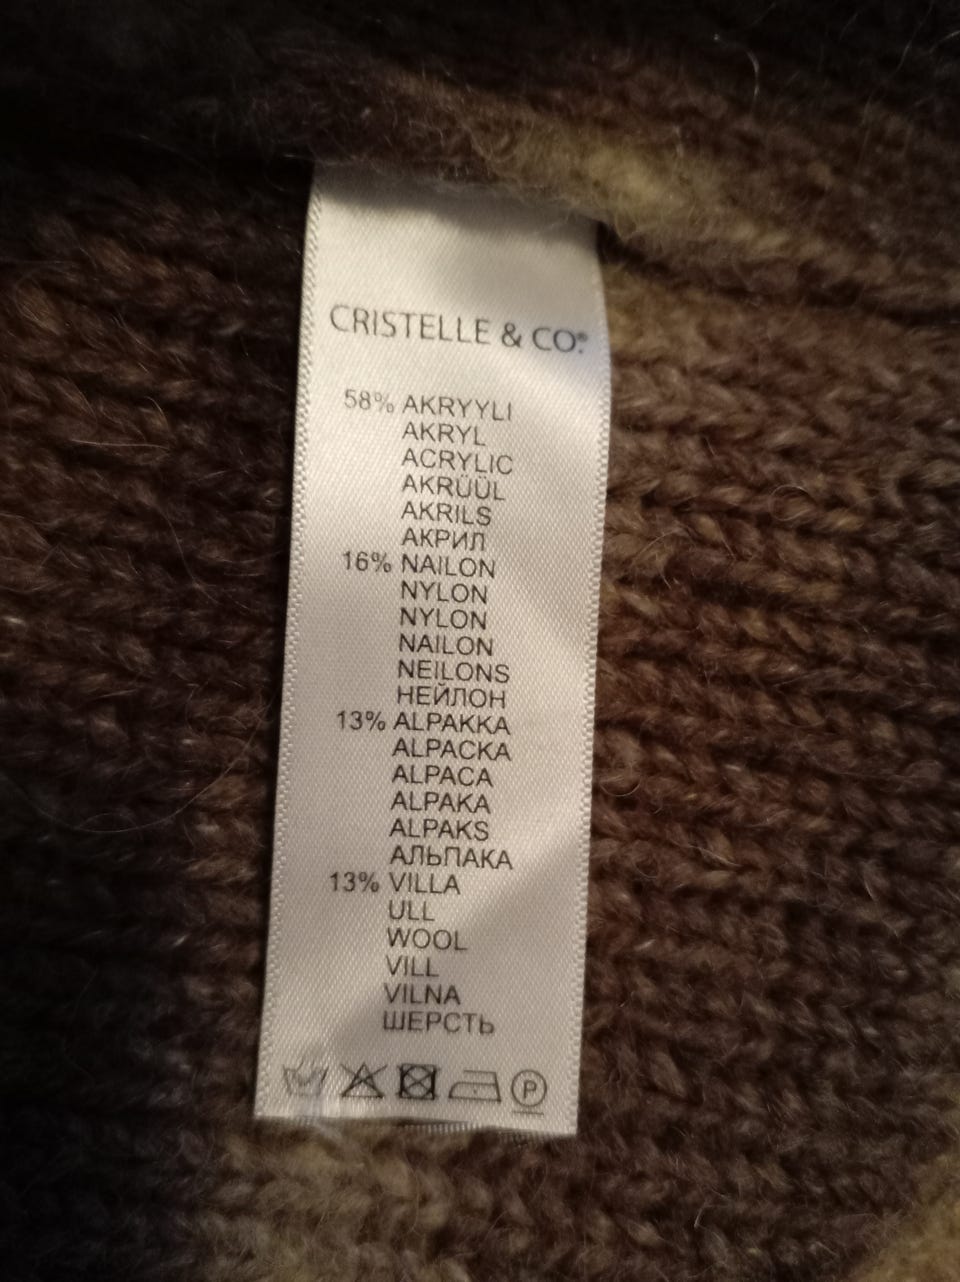 CRISTELLE & CO.®
58% AKRYYLI
AKRYL
ACRYLIC
AKRÜÜL
AKRILS
АКРИЛ
16% NAILON
NYLON
NYLON
NAILON
NEILONS
НЕЙЛОН
13% ALPAKKA
ALPACKA
ALPACA
ALPAKA
ALPAKS
АЛЬПАКА
13% VILLA
ULL
WOOL
VILL
VILNA
ШЕРСТЬ
P